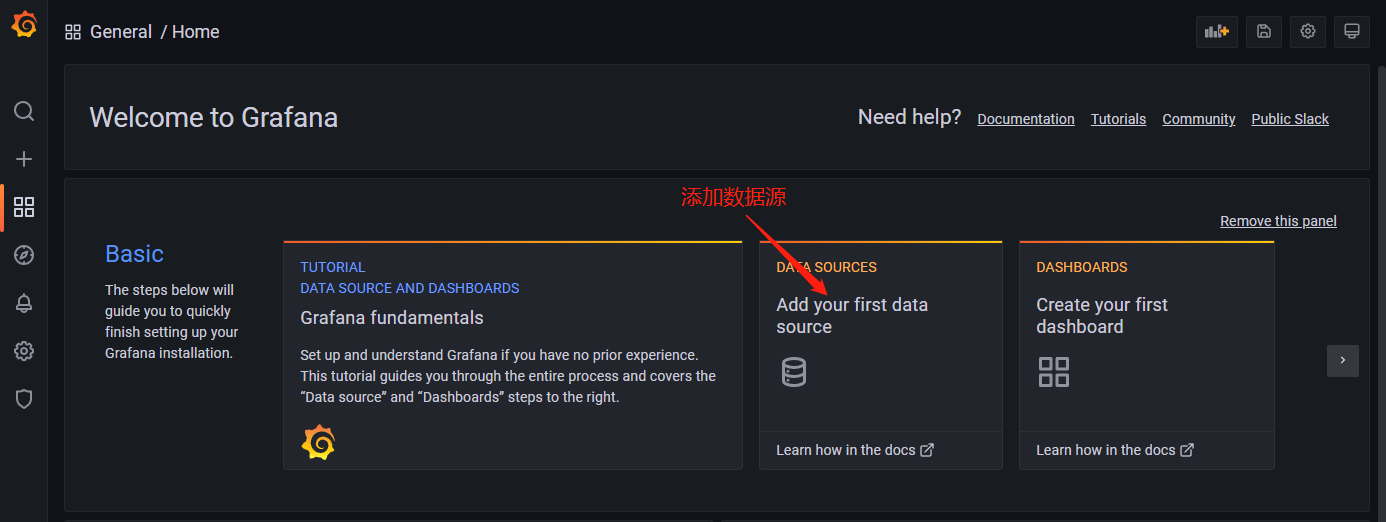 General / Home
Welcome to Grafana
Need help? Documentation Tutorials Community Public Slack
添加数据源
Remove this panel
Basic
The steps below will
guide you to quickly
finish setting up your
Grafana installation.
TUTORIAL
DATA SOURCE AND DASHBOARDS
Grafana fundamentals
Set up and understand Grafana if you have no prior experience.
This tutorial guides you through the entire process and covers the
“Data source” and “Dashboards” steps to the right.
DATA SOURCES
Add your first data
source
Learn how in the docs
DASHBOARDS
Create your first
dashboard
Learn how in the docs